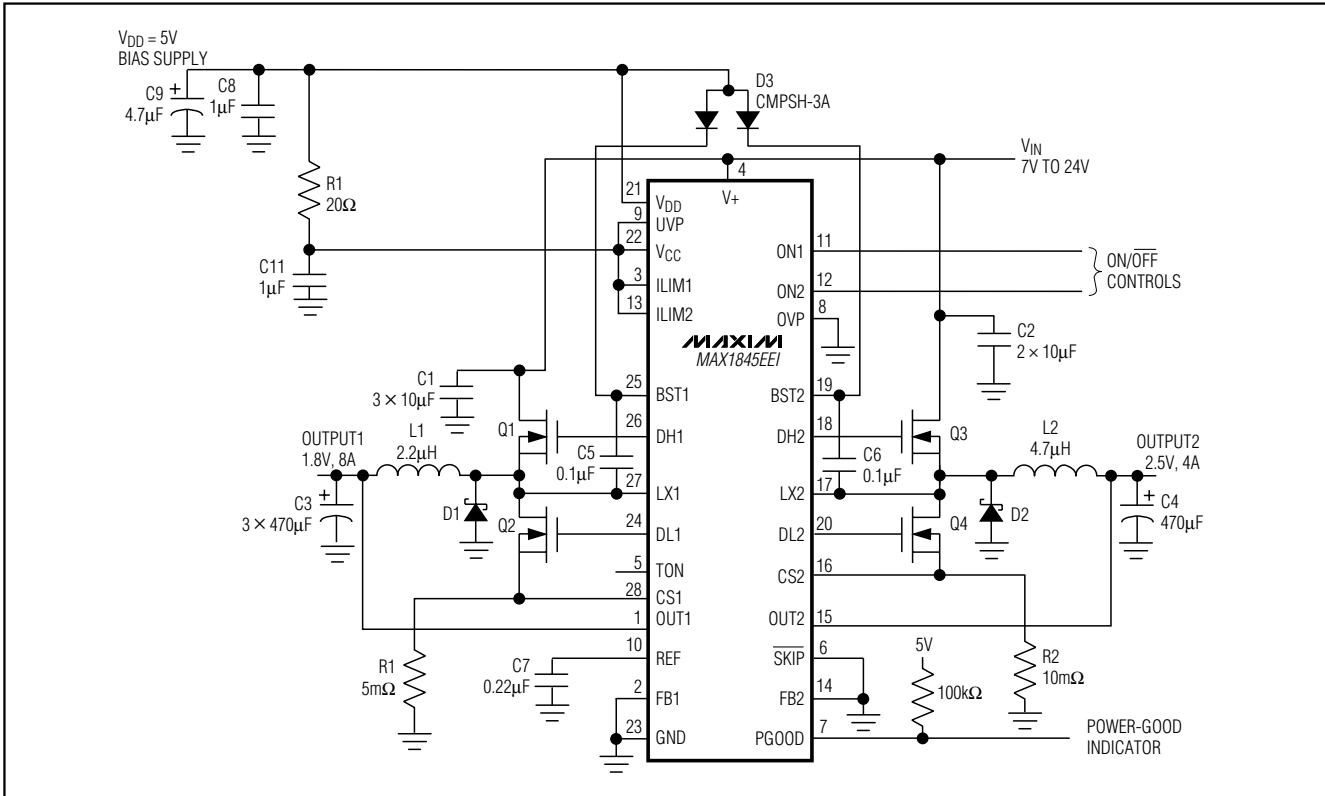 VDD = 5V
BIAS SUPPLY
C9
+
4.7µF
C8
1µF
D3
CMPSH-3A
VIN
7V TO 24V
R1
20Ω
C11
1µF
4
V+
21
VDD
9
UVP
22
VCC
3
ILIM1
13
ILIM2
ON1
11
ON2
12
ON/OFF
CONTROLS
OVP
8
MAXIM
MAX1845EEI
C2
2 × 10µF
C1
3 × 10µF
25
BST1
BST2
19
26
DH1
DH2
18
Q1
Q3
C5
0.1µF
C6
0.1µF
OUTPUT1
1.8V, 8A
L1
2.2µH
L2
4.7µH
OUTPUT2
2.5V, 4A
27
LX1
LX2
17
+
C3
3 × 470µF
D1
Q2
24
DL1
DL2
20
Q4
D2
+
C4
470µF
5
TON
CS2
16
28
CS1
1
OUT1
OUT2
15
10
REF
SKIP
6
R1
5mΩ
C7
0.22µF
5V
100kΩ
R2
10mΩ
2
FB1
FB2
14
23
GND
PGOOD
7
POWER-GOOD
INDICATOR